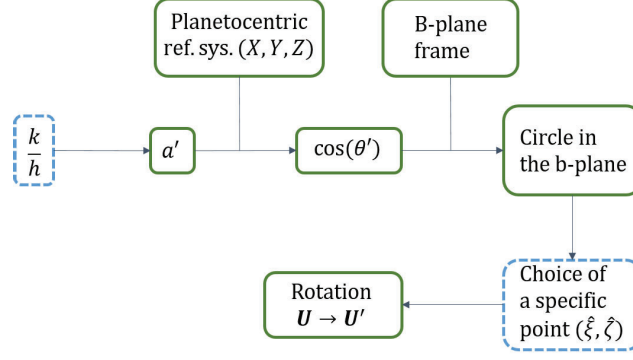 Planetocentric
ref. sys. (X, Y, Z)
B-plane
frame
k
h
a′
cos(θ′)
Circle in
the b-plane
Choice of
a specific
point (ξ̂, ζ̂)
Rotation
U → U′